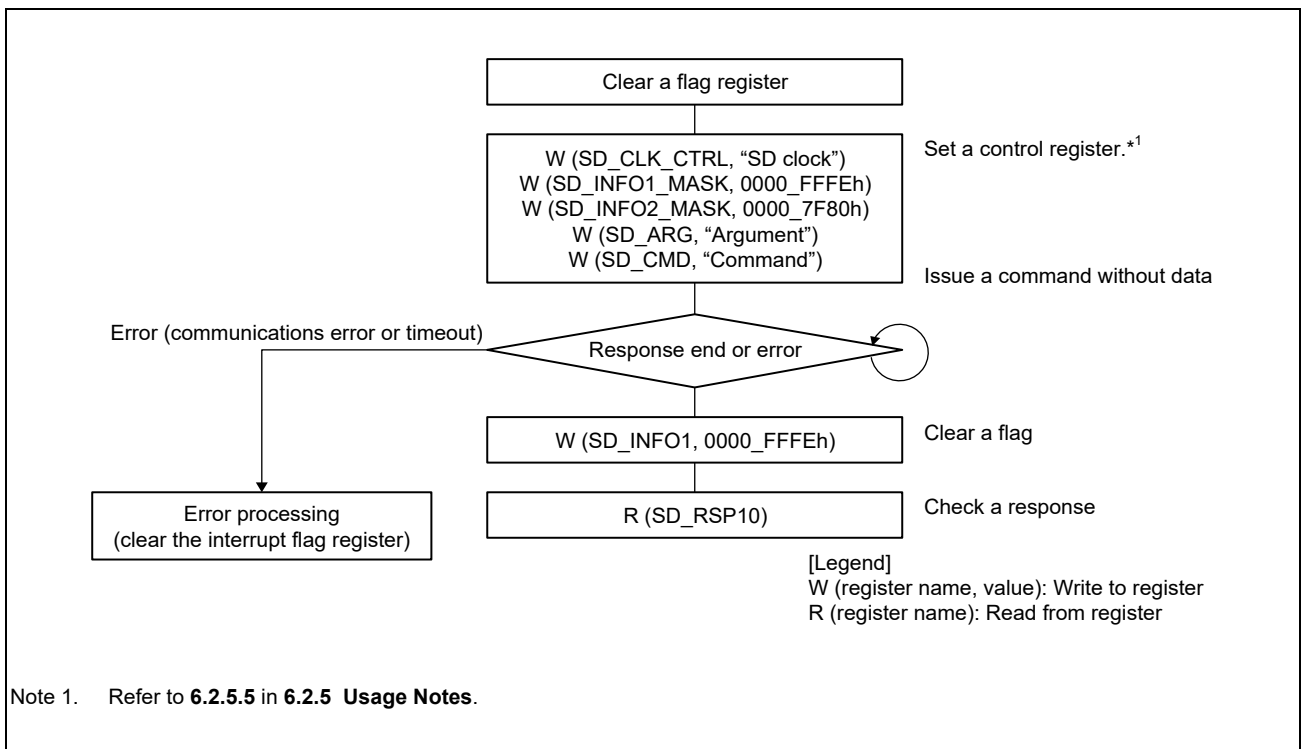 Clear a flag register
W (SD_CLK_CTRL, “SD clock”)
W (SD_INFO1_MASK, 0000_FFFEh)
W (SD_INFO2_MASK, 0000_7F80h)
W (SD_ARG, “Argument”)
W (SD_CMD, “Command”)
Set a control register.*1
Issue a command without data
Error (communications error or timeout)
Response end or error
W (SD_INFO1, 0000_FFFEh)
Clear a flag
Error processing
(clear the interrupt flag register)
R (SD_RSP10)
Check a response
[Legend]
W (register name, value): Write to register
R (register name): Read from register
Note 1. Refer to 6.2.5.5 in 6.2.5 Usage Notes.